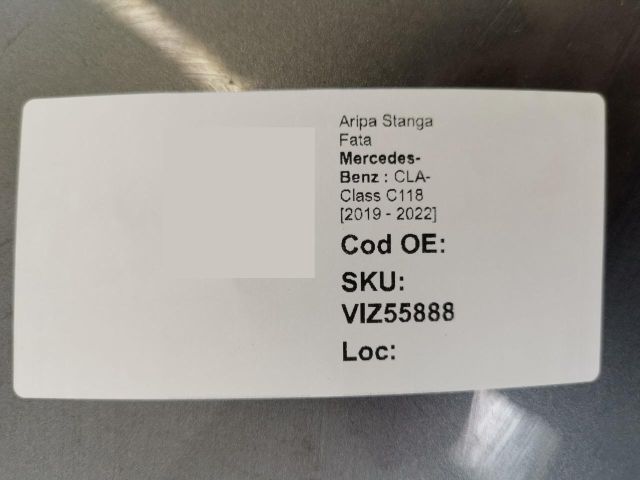 Aripa Stanga
Fata
Mercedes-
Benz : CLA-
Class C118
[2019 - 2022]
Cod OE:
SKU:
VIZ55888
Loc: